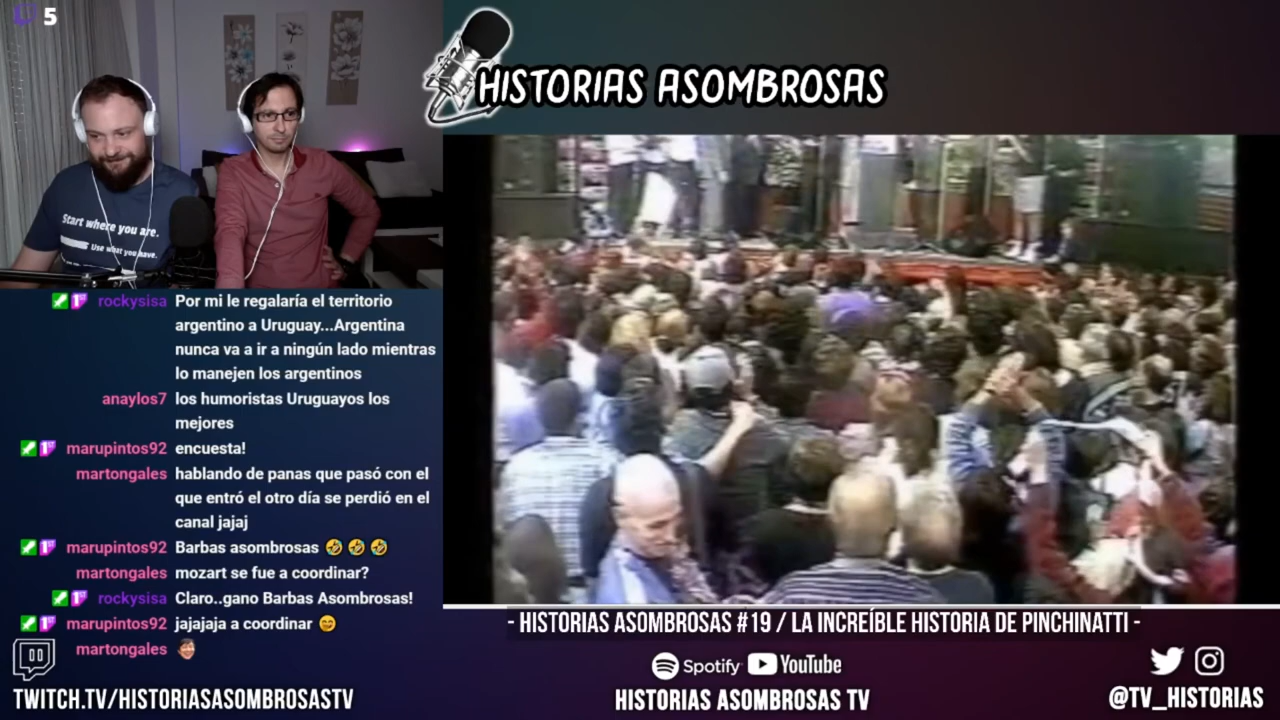 5
HISTORIAS ASOMBROSAS
Start where you are.
Use what you have.
rockysisa Por mi le regalaría el territorio
argentino a Uruguay...Argentina
nunca va a ir a ningún lado mientras
lo manejen los argentinos
anaylos7 los humoristas Uruguayos los
mejores
marupintos92 encuesta!
martongales hablando de panas que pasó con el
que entró el otro día se perdió en el
canal jajaj
marupintos92 Barbas asombrosas 🤣🤣🤣
martongales mozart se fue a coordinar?
rockysisa Claro..gano Barbas Asombrosas!
marupintos92 jajajaja a coordinar 🤭
martongales
- HISTORIAS ASOMBROSAS #19 / LA INCREÍBLE HISTORIA DE PINCHINATTI -
Spotify YouTube
TWITCH.TV/HISTORIASASOMBROSASTV
HISTORIAS ASOMBROSAS TV
@TV_HISTORIAS